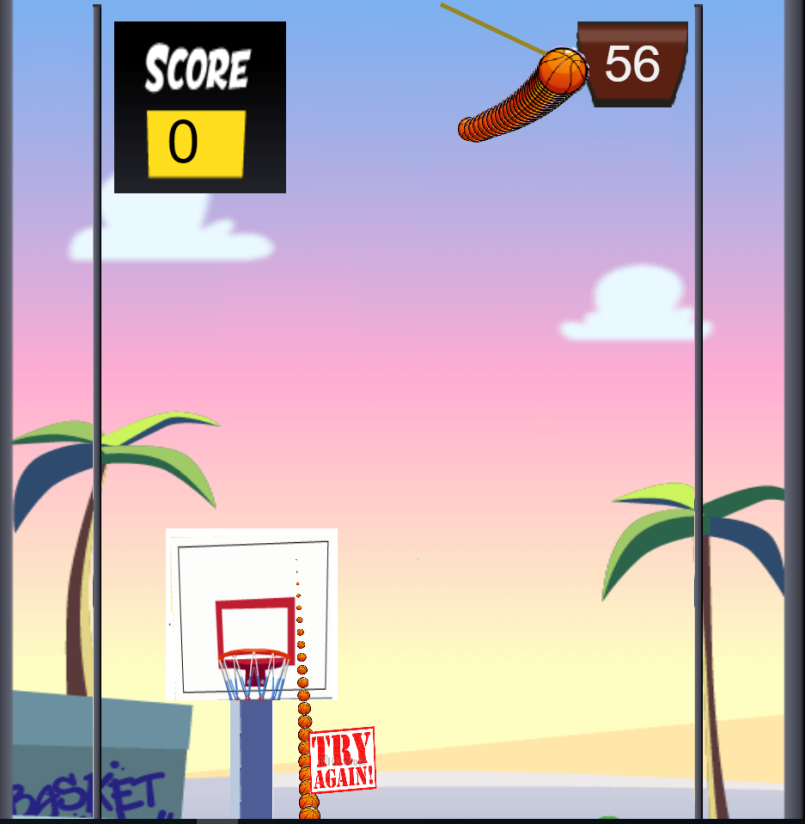 SCORE
0
56
TRY
AGAIN!
BASKET